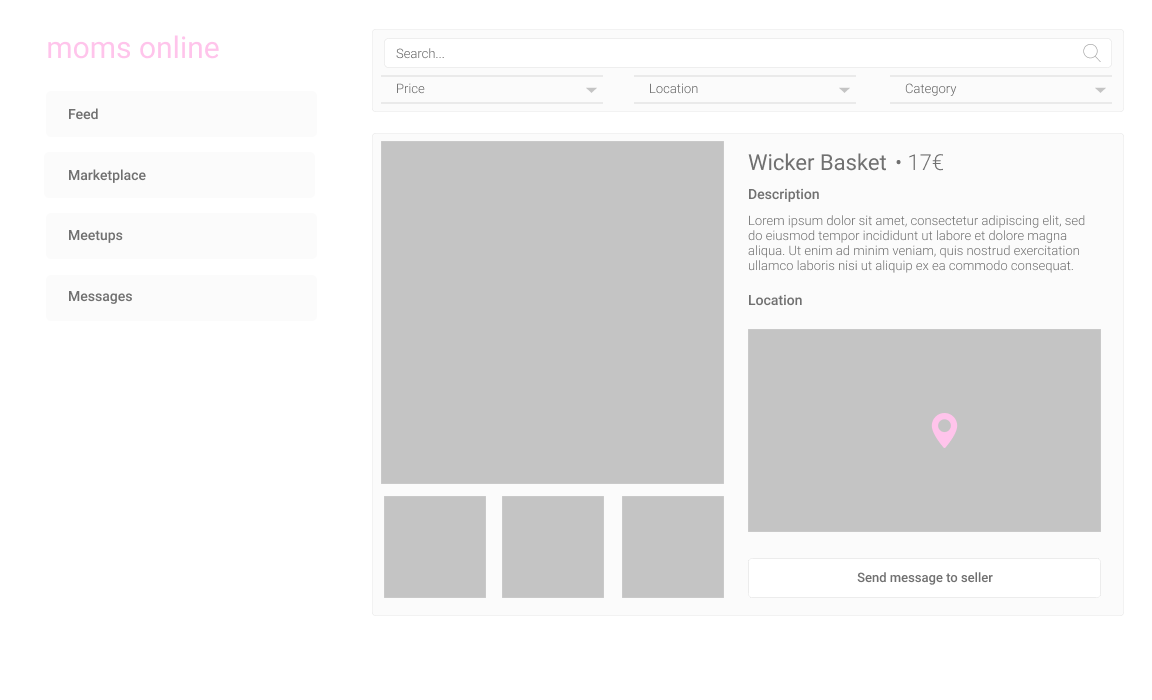 moms online
Feed
Marketplace
Meetups
Messages
Search...
Price
Location
Category
Wicker Basket • 17€
Description
Lorem ipsum dolor sit amet, consectetur adipiscing elit, sed
do eiusmod tempor incididunt ut labore et dolore magna
aliqua. Ut enim ad minim veniam, quis nostrud exercitation
ullamco laboris nisi ut aliquip ex ea commodo consequat.
Location
Send message to seller